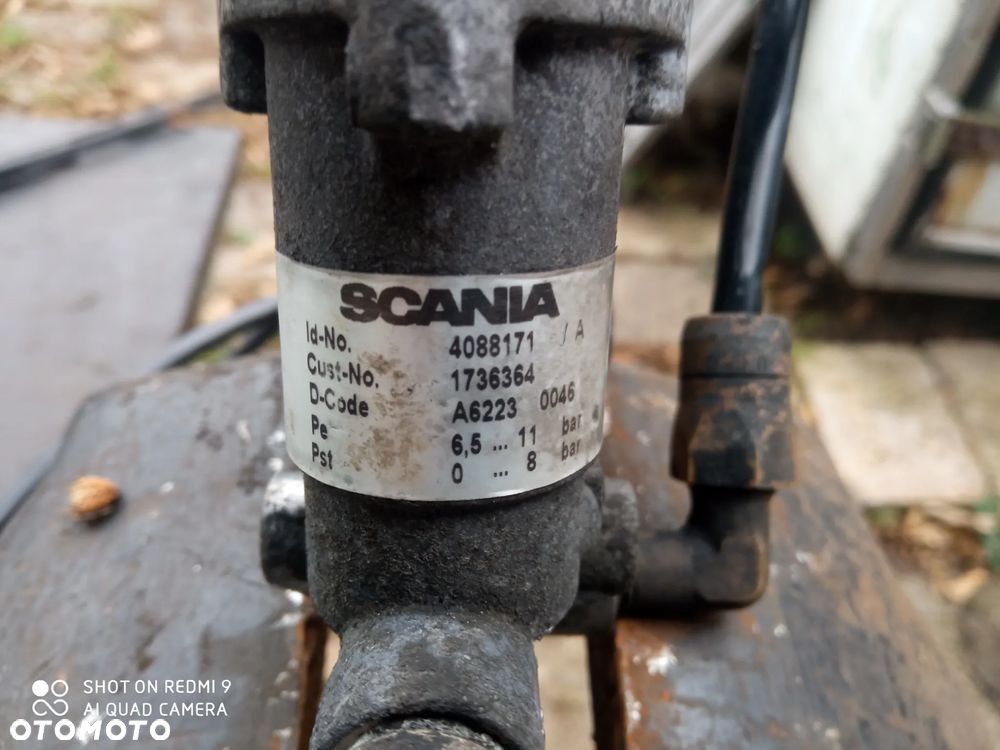 SCANIA
Id-No. 4088171 / A
Cust-No. 1736364
D-Code A6223 0046
Pe 6,5 ... 11 bar
Pst 0 ... 8 bar
SHOT ON REDMI 9
AI QUAD CAMERA
OTOMOTO